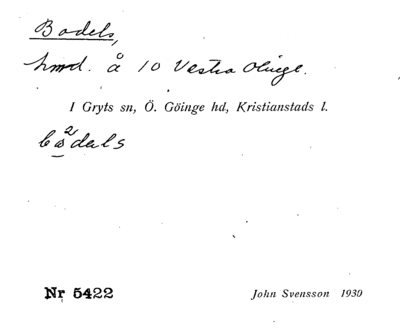 Bodels,
hmd. å 10 Vestra Olinge.
I Gryts sn, Ö. Göinge hd, Kristianstads l.
Nr 5422
John Svensson 1930